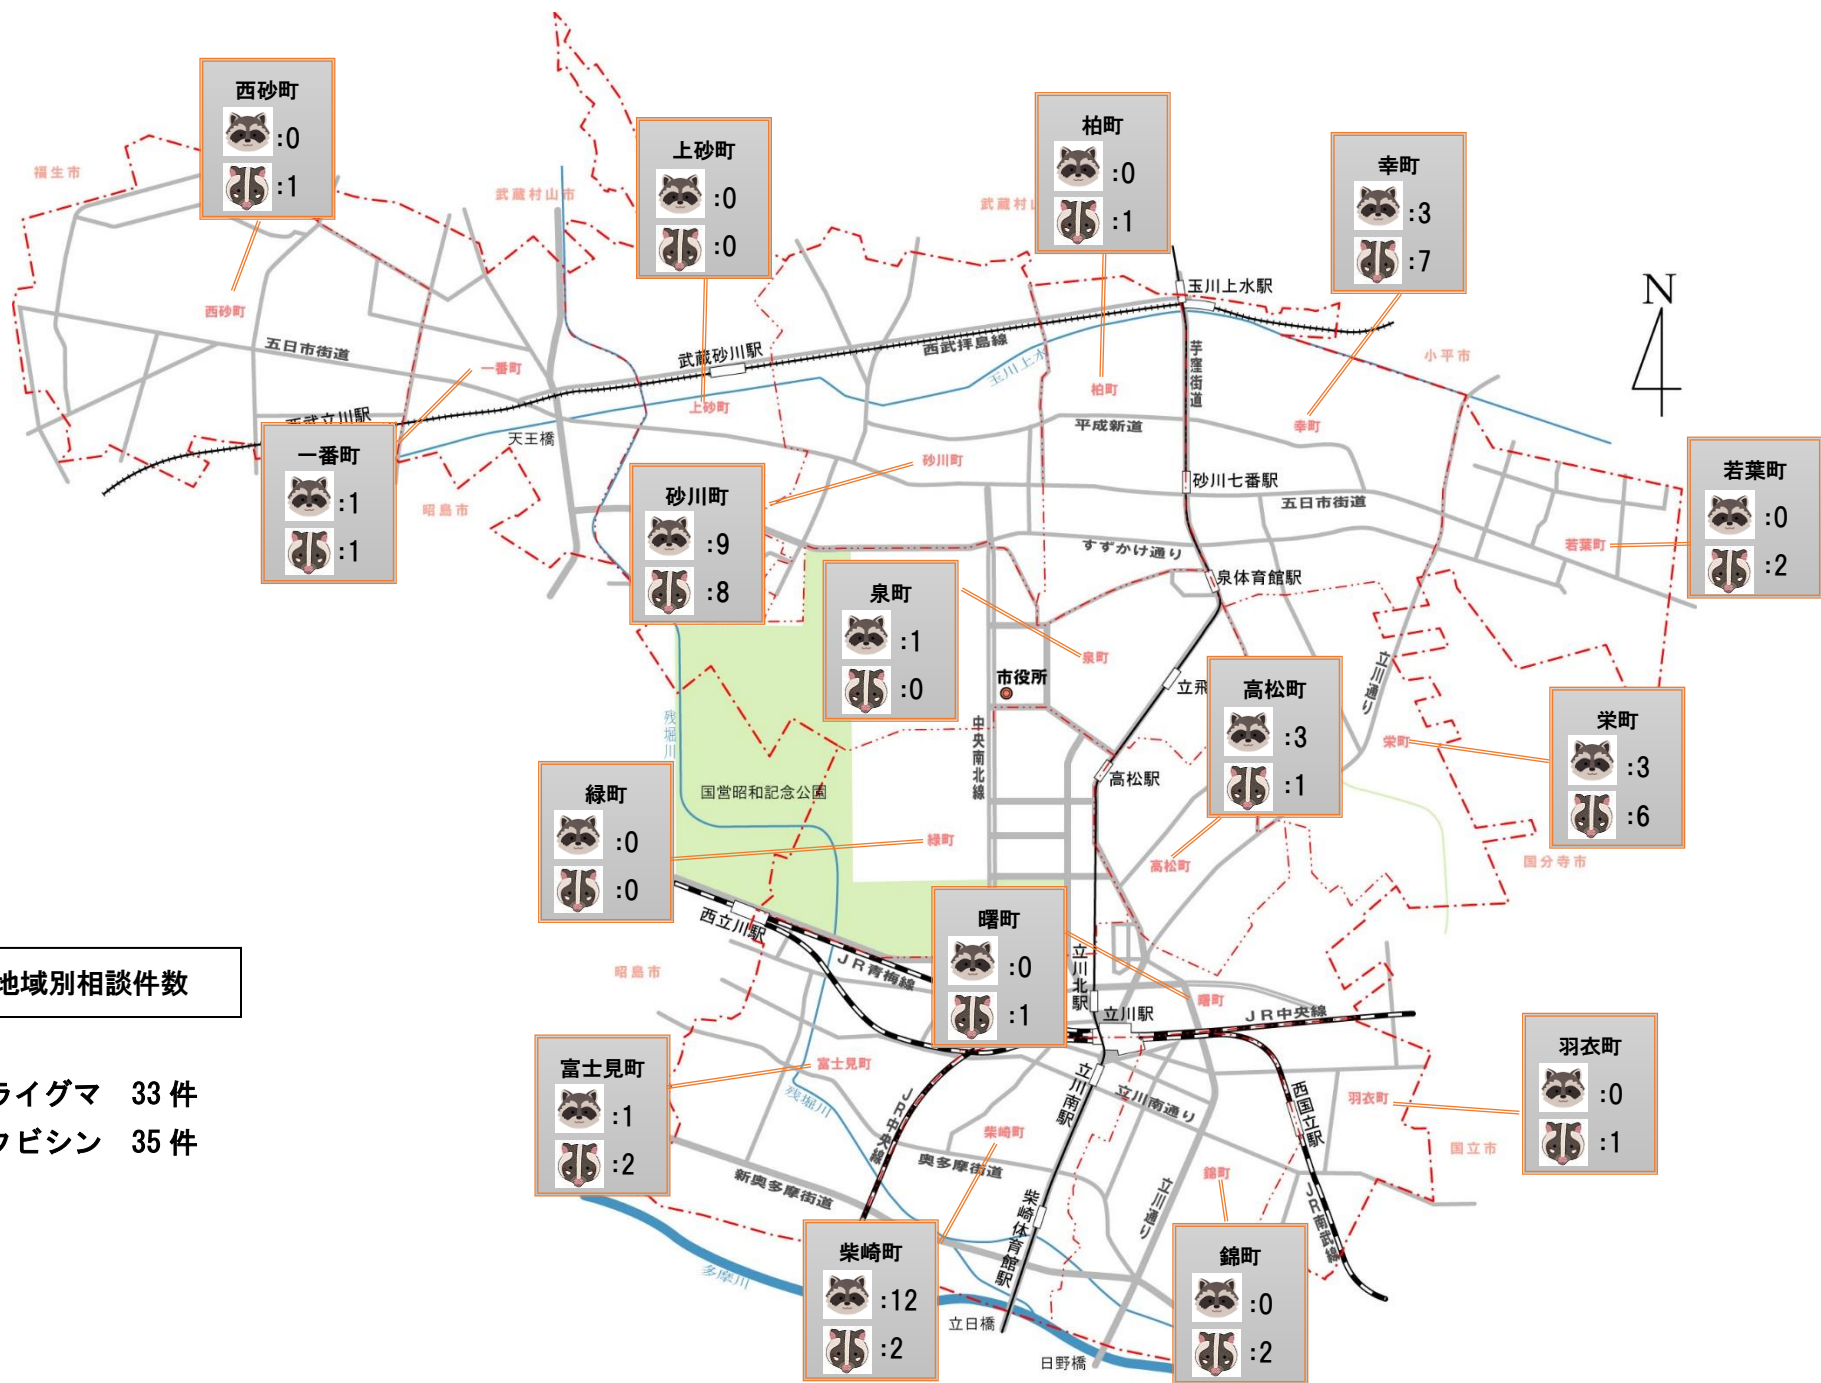 西砂町
:0
:1
上砂町
:0
:0
柏町
:0
:1
幸町
:3
:7
N
福生市
武蔵村山市
武蔵村
玉川上水駅
西砂町
五日市街道
一番町
武蔵砂川駅
西武拝島線
玉川上水
芋窪街道
小平市
上砂町
柏町
幸町
西武立川駅
天王橋
平成新道
一番町
:1
:1
昭島市
砂川町
砂川町
:9
:8
砂川七番駅
五日市街道
若葉町
若葉町
:0
:2
すずかけ通り
泉体育館駅
泉町
:1
:0
泉町
市役所
立飛
高松町
:3
:1
立川通り
栄町
栄町
:3
:6
残堀川
中央南北線
高松駅
国営昭和記念公園
緑町
:0
:0
緑町
高松町
国分寺市
西立川駅
曙町
:0
:1
立川北駅
JR青梅線
昭島市
地域別相談件数
曙町
立川駅
JR中央線
羽衣町
:0
:1
富士見町
:1
:2
富士見町
残堀川
JR中央線
立川南駅
立川南通り
西国立駅
羽衣町
国立市
ライグマ 33件
クビシン 35件
柴崎町
奥多摩街道
新奥多摩街道
錦町
立川通り
JR南武線
柴崎体育館駅
柴崎町
:12
:2
錦町
:0
:2
多摩川
立日橋
日野橋